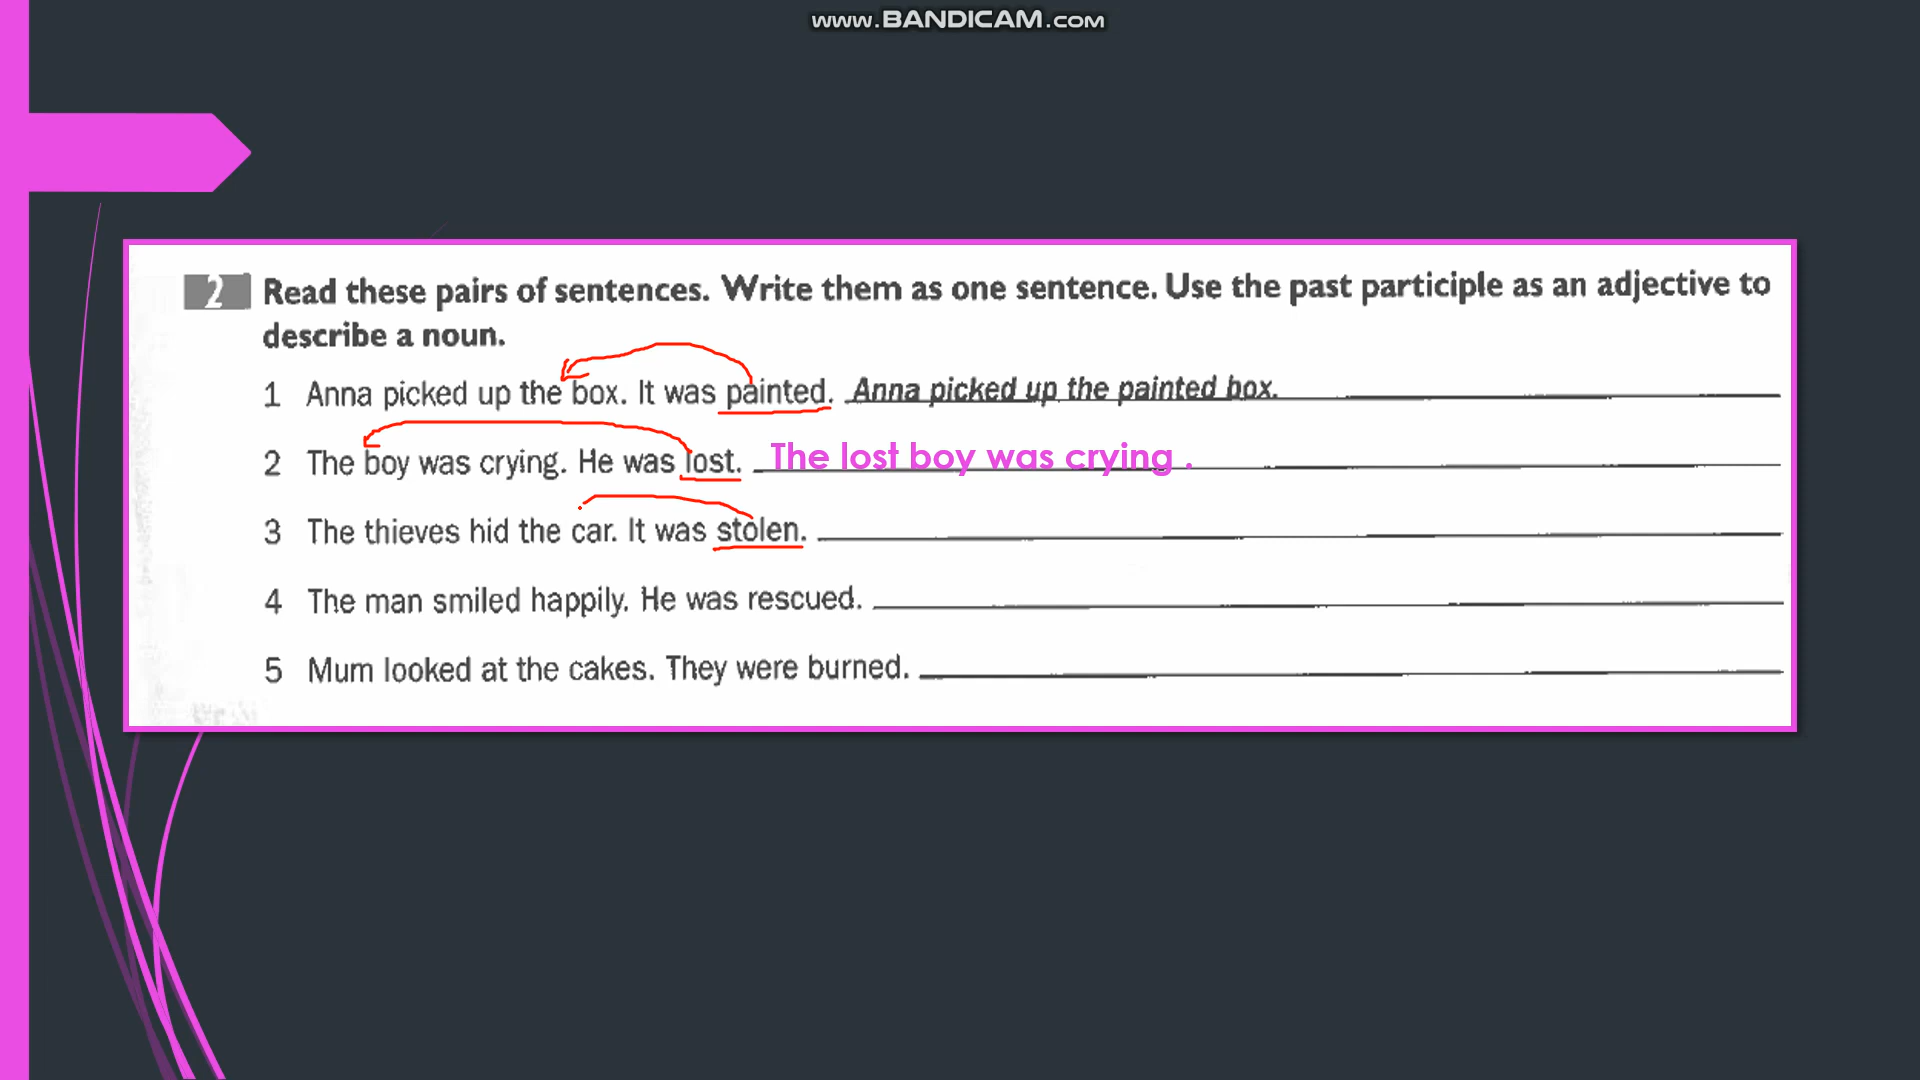 www.BANDICAM.com
2 Read these pairs of sentences. Write them as one sentence. Use the past participle as an adjective to
describe a noun.
1 Anna picked up the box. It was painted. Anna picked up the painted box.
2 The boy was crying. He was lost. The lost boy was crying .
3 The thieves hid the car. It was stolen.
4 The man smiled happily. He was rescued.
5 Mum looked at the cakes. They were burned.